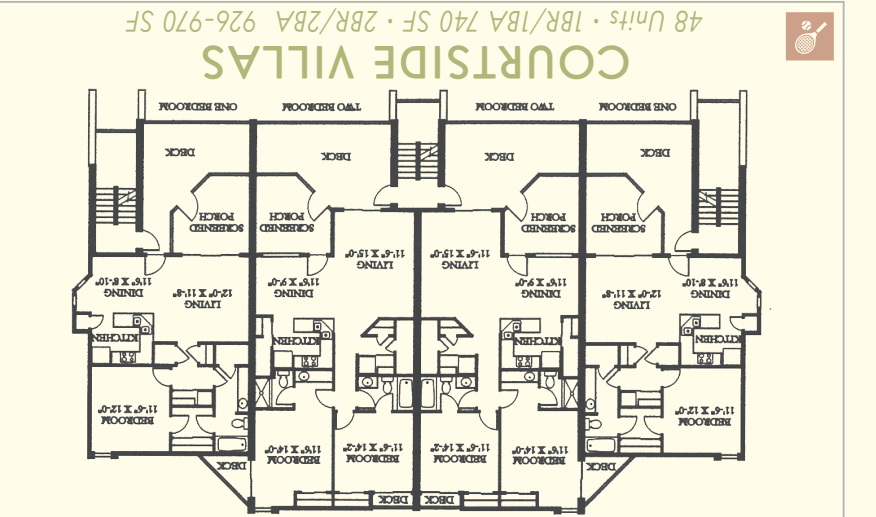 DECK
DECK
DECK
DECK
BEDROOM
11'6" X 14'-0"
BEDROOM
11'-6" X 14'-2"
BEDROOM
11'-6" X 14'-2"
BEDROOM
11'6" X 14'-0"
BEDROOM
11'-6" X 12'-0"
BEDROOM
11'-6" X 12'-0"
KITCHEN
KITCHEN
KITCHEN
KITCHEN
DINING
11'6" X 8'-10"
LIVING
12'-0" X 11'-8"
DINING
11'6" X 9'-0"
LIVING
11'-6" X 15'-0"
LIVING
11'-6" X 15'-0"
DINING
11'6" X 9'-0"
LIVING
12'-0" X 11'-8"
DINING
11'6" X 8'-10"
SCREENED
PORCH
SCREENED
PORCH
SCREENED
PORCH
SCREENED
PORCH
DECK
DECK
DECK
DECK
ONE BEDROOM
TWO BEDROOM
TWO BEDROOM
ONE BEDROOM
COURTSIDE VILLAS
48 Units • 1BR/1BA 740 SF • 2BR/2BA 926-970 SF